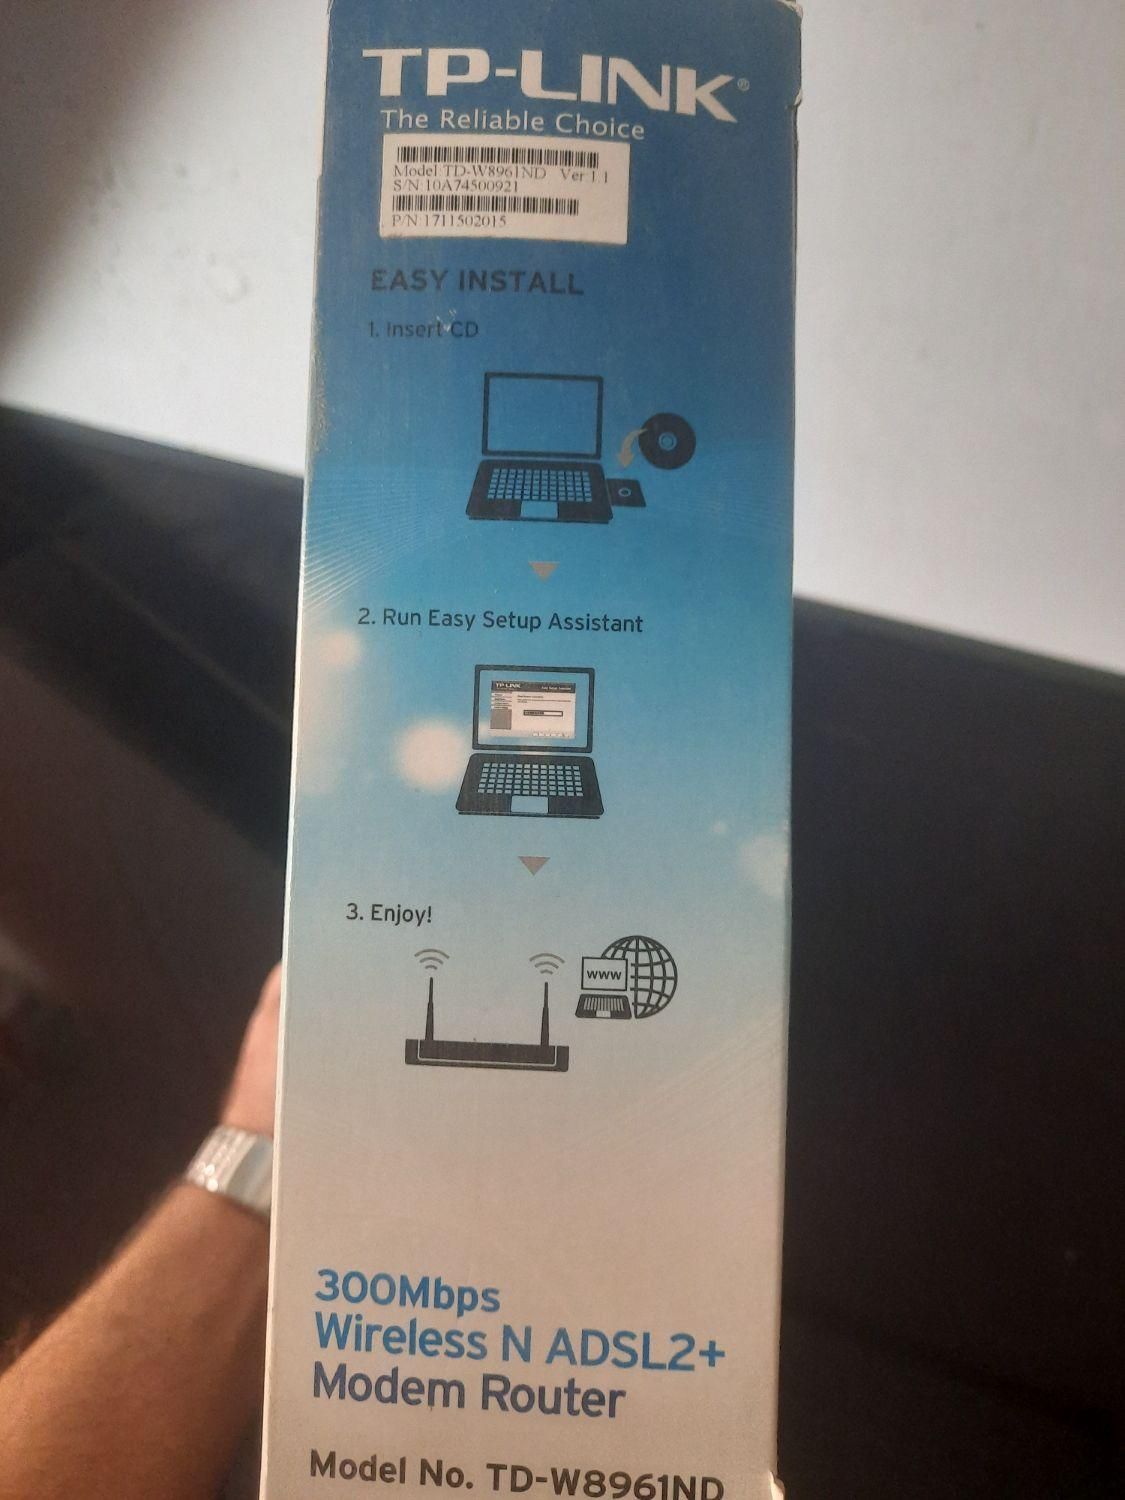 TP-LINK®
The Reliable Choice
Model:TD-W8961ND Ver:1.1
S/N:10A74500921
P/N:1711502015
EASY INSTALL
1. Insert CD
2. Run Easy Setup Assistant
TP-LINK
3. Enjoy!
www
300Mbps
Wireless N ADSL2+
Modem Router
Model No. TD-W8961ND